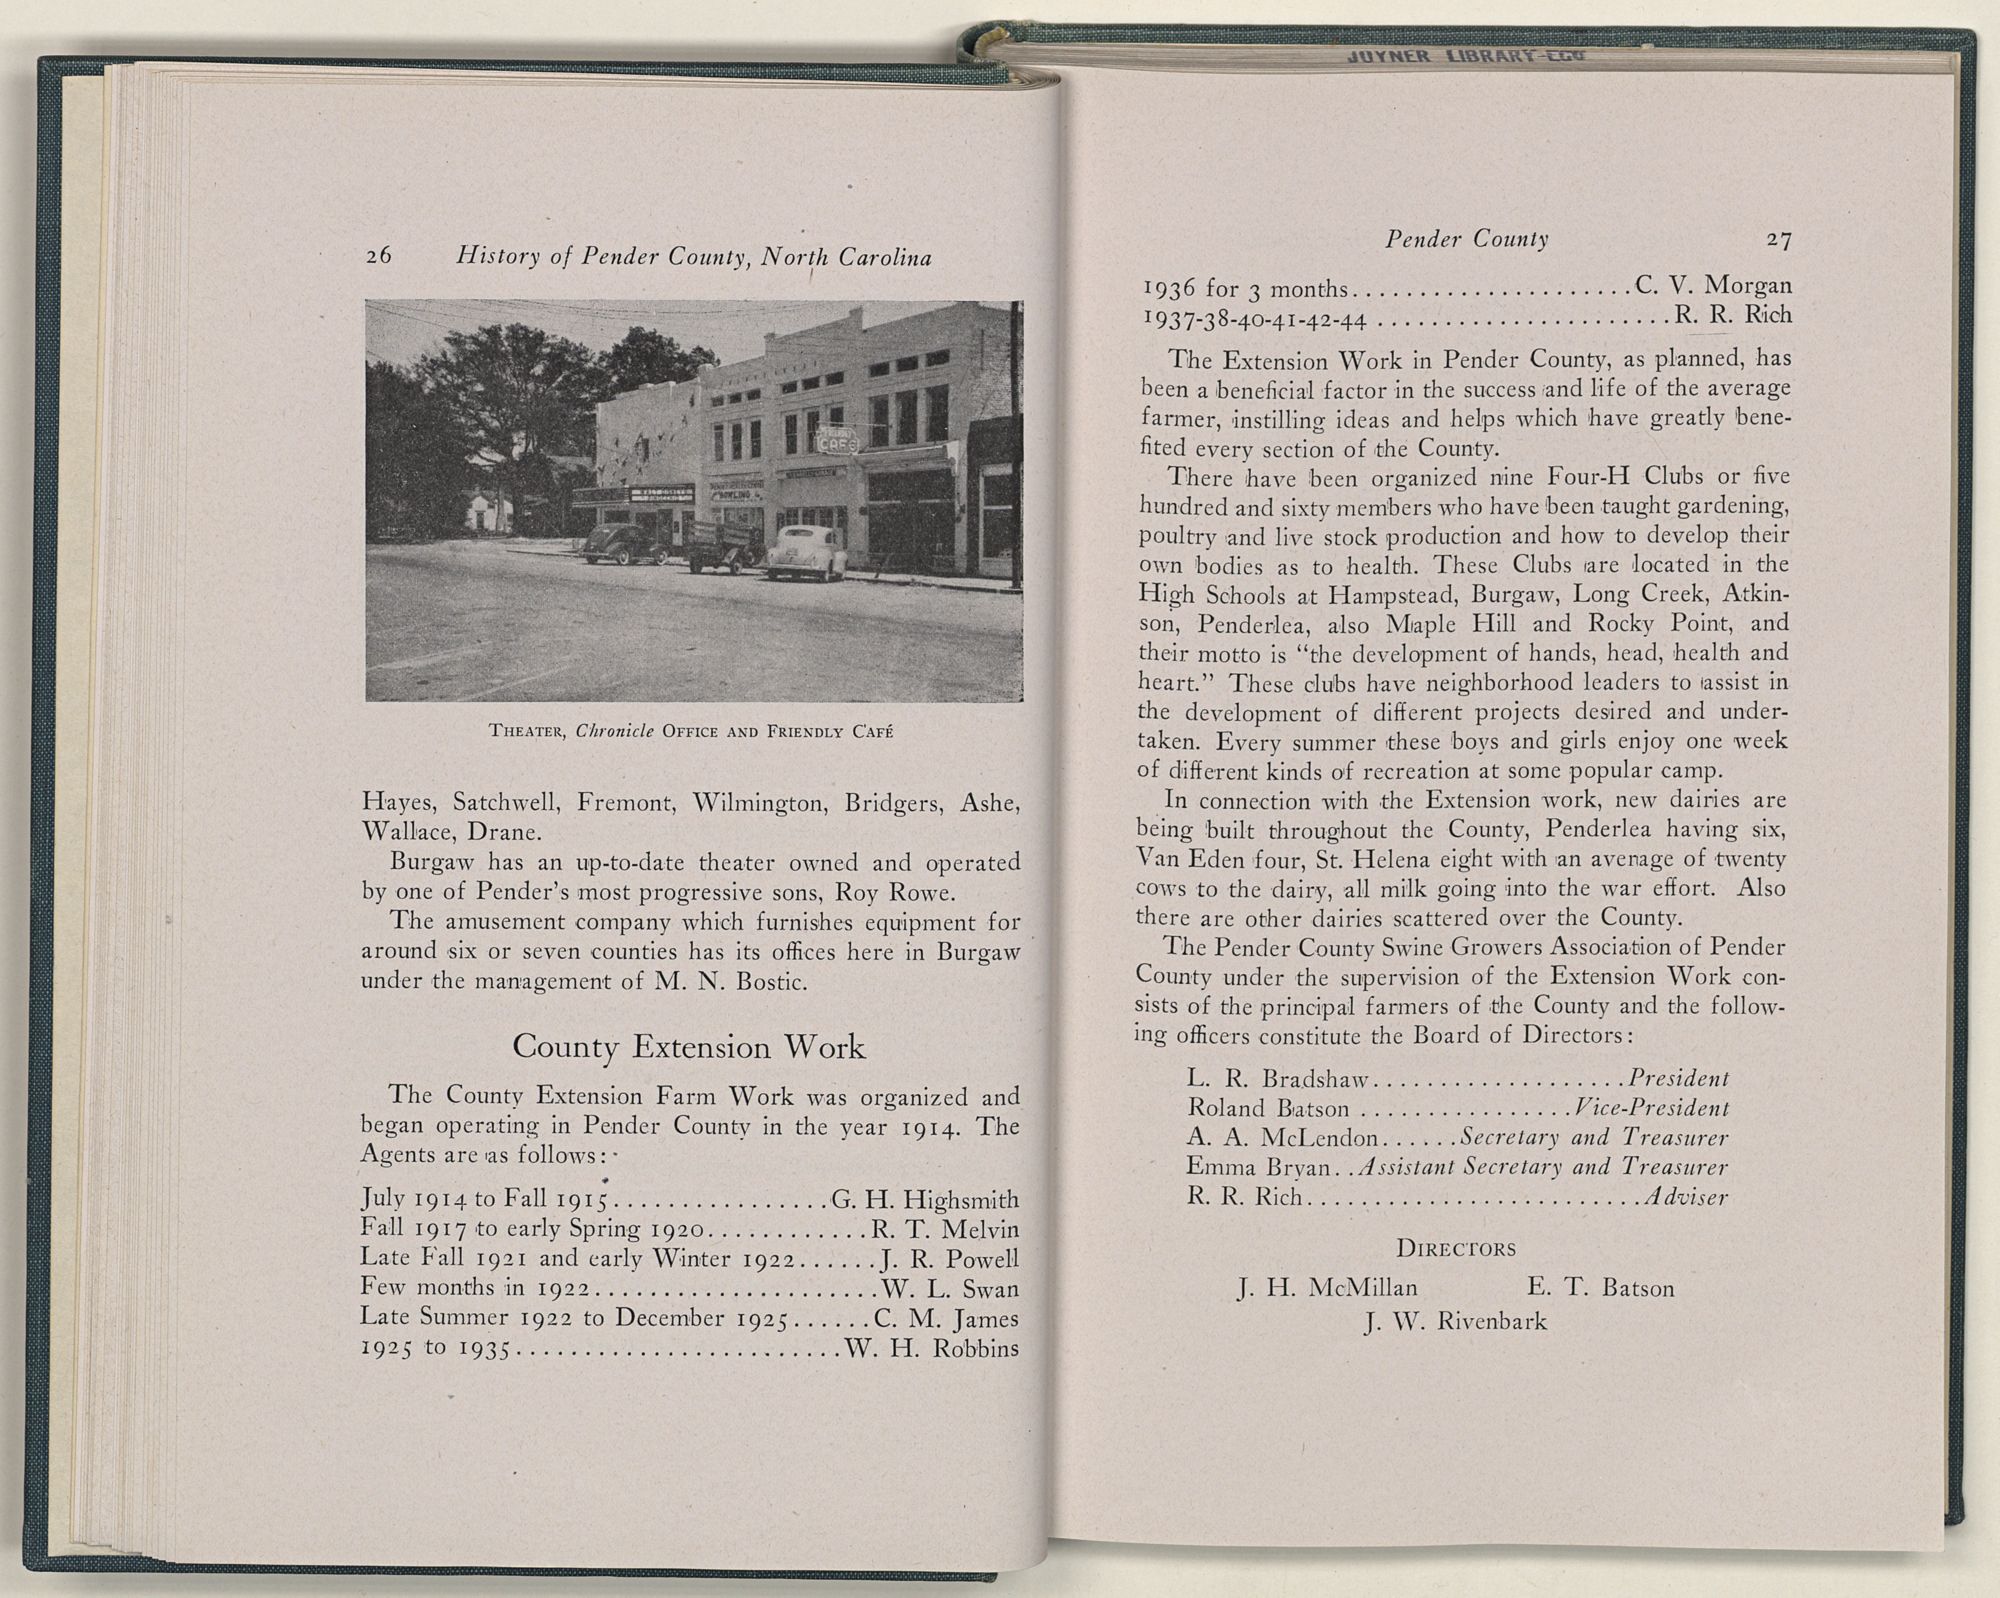 JOYNER LIBRARY-ECU
26 History of Pender County, North Carolina
CAFE
WALT DISNEY'S
PINOCCHIO
BOWLING
THEATER, Chronicle OFFICE AND FRIENDLY CAFÉ
Hayes, Satchwell, Fremont, Wilmington, Bridgers, Ashe,
Wallace, Drane.
Burgaw has an up-to-date theater owned and operated
by one of Pender's most progressive sons, Roy Rowe.
The amusement company which furnishes equipment for
around six or seven counties has its offices here in Burgaw
under the management of M. N. Bostic.
County Extension Work
The County Extension Farm Work was organized and
began operating in Pender County in the year 1914. The
Agents are as follows:
July 1914 to Fall 1915................G. H. Highsmith
Fall 1917 to early Spring 1920............R. T. Melvin
Late Fall 1921 and early Winter 1922......J. R. Powell
Few months in 1922.....................W. L. Swan
Late Summer 1922 to December 1925......C. M. James
1925 to 1935........................W. H. Robbins
Pender County 27
1936 for 3 months.....................C. V. Morgan
1937-38-40-41-42-44 ......................R. R. Rich
The Extension Work in Pender County, as planned, has
been a beneficial factor in the success and life of the average
farmer, instilling ideas and helps which have greatly bene-
fited every section of the County.
There have been organized nine Four-H Clubs or five
hundred and sixty members who have been taught gardening,
poultry and live stock production and how to develop their
own bodies as to health. These Clubs are located in the
High Schools at Hampstead, Burgaw, Long Creek, Atkin-
son, Penderlea, also Maple Hill and Rocky Point, and
their motto is "the development of hands, head, health and
heart." These clubs have neighborhood leaders to assist in
the development of different projects desired and under-
taken. Every summer these boys and girls enjoy one week
of different kinds of recreation at some popular camp.
In connection with the Extension work, new dairies are
being built throughout the County, Penderlea having six,
Van Eden four, St. Helena eight with an average of twenty
cows to the dairy, all milk going into the war effort. Also
there are other dairies scattered over the County.
The Pender County Swine Growers Association of Pender
County under the supervision of the Extension Work con-
sists of the principal farmers of the County and the follow-
ing officers constitute the Board of Directors:
L. R. Bradshaw...................President
Roland Batson ................Vice-President
A. A. McLendon......Secretary and Treasurer
Emma Bryan..Assistant Secretary and Treasurer
R. R. Rich.........................Adviser
DIRECTORS
J. H. McMillan E. T. Batson
J. W. Rivenbark